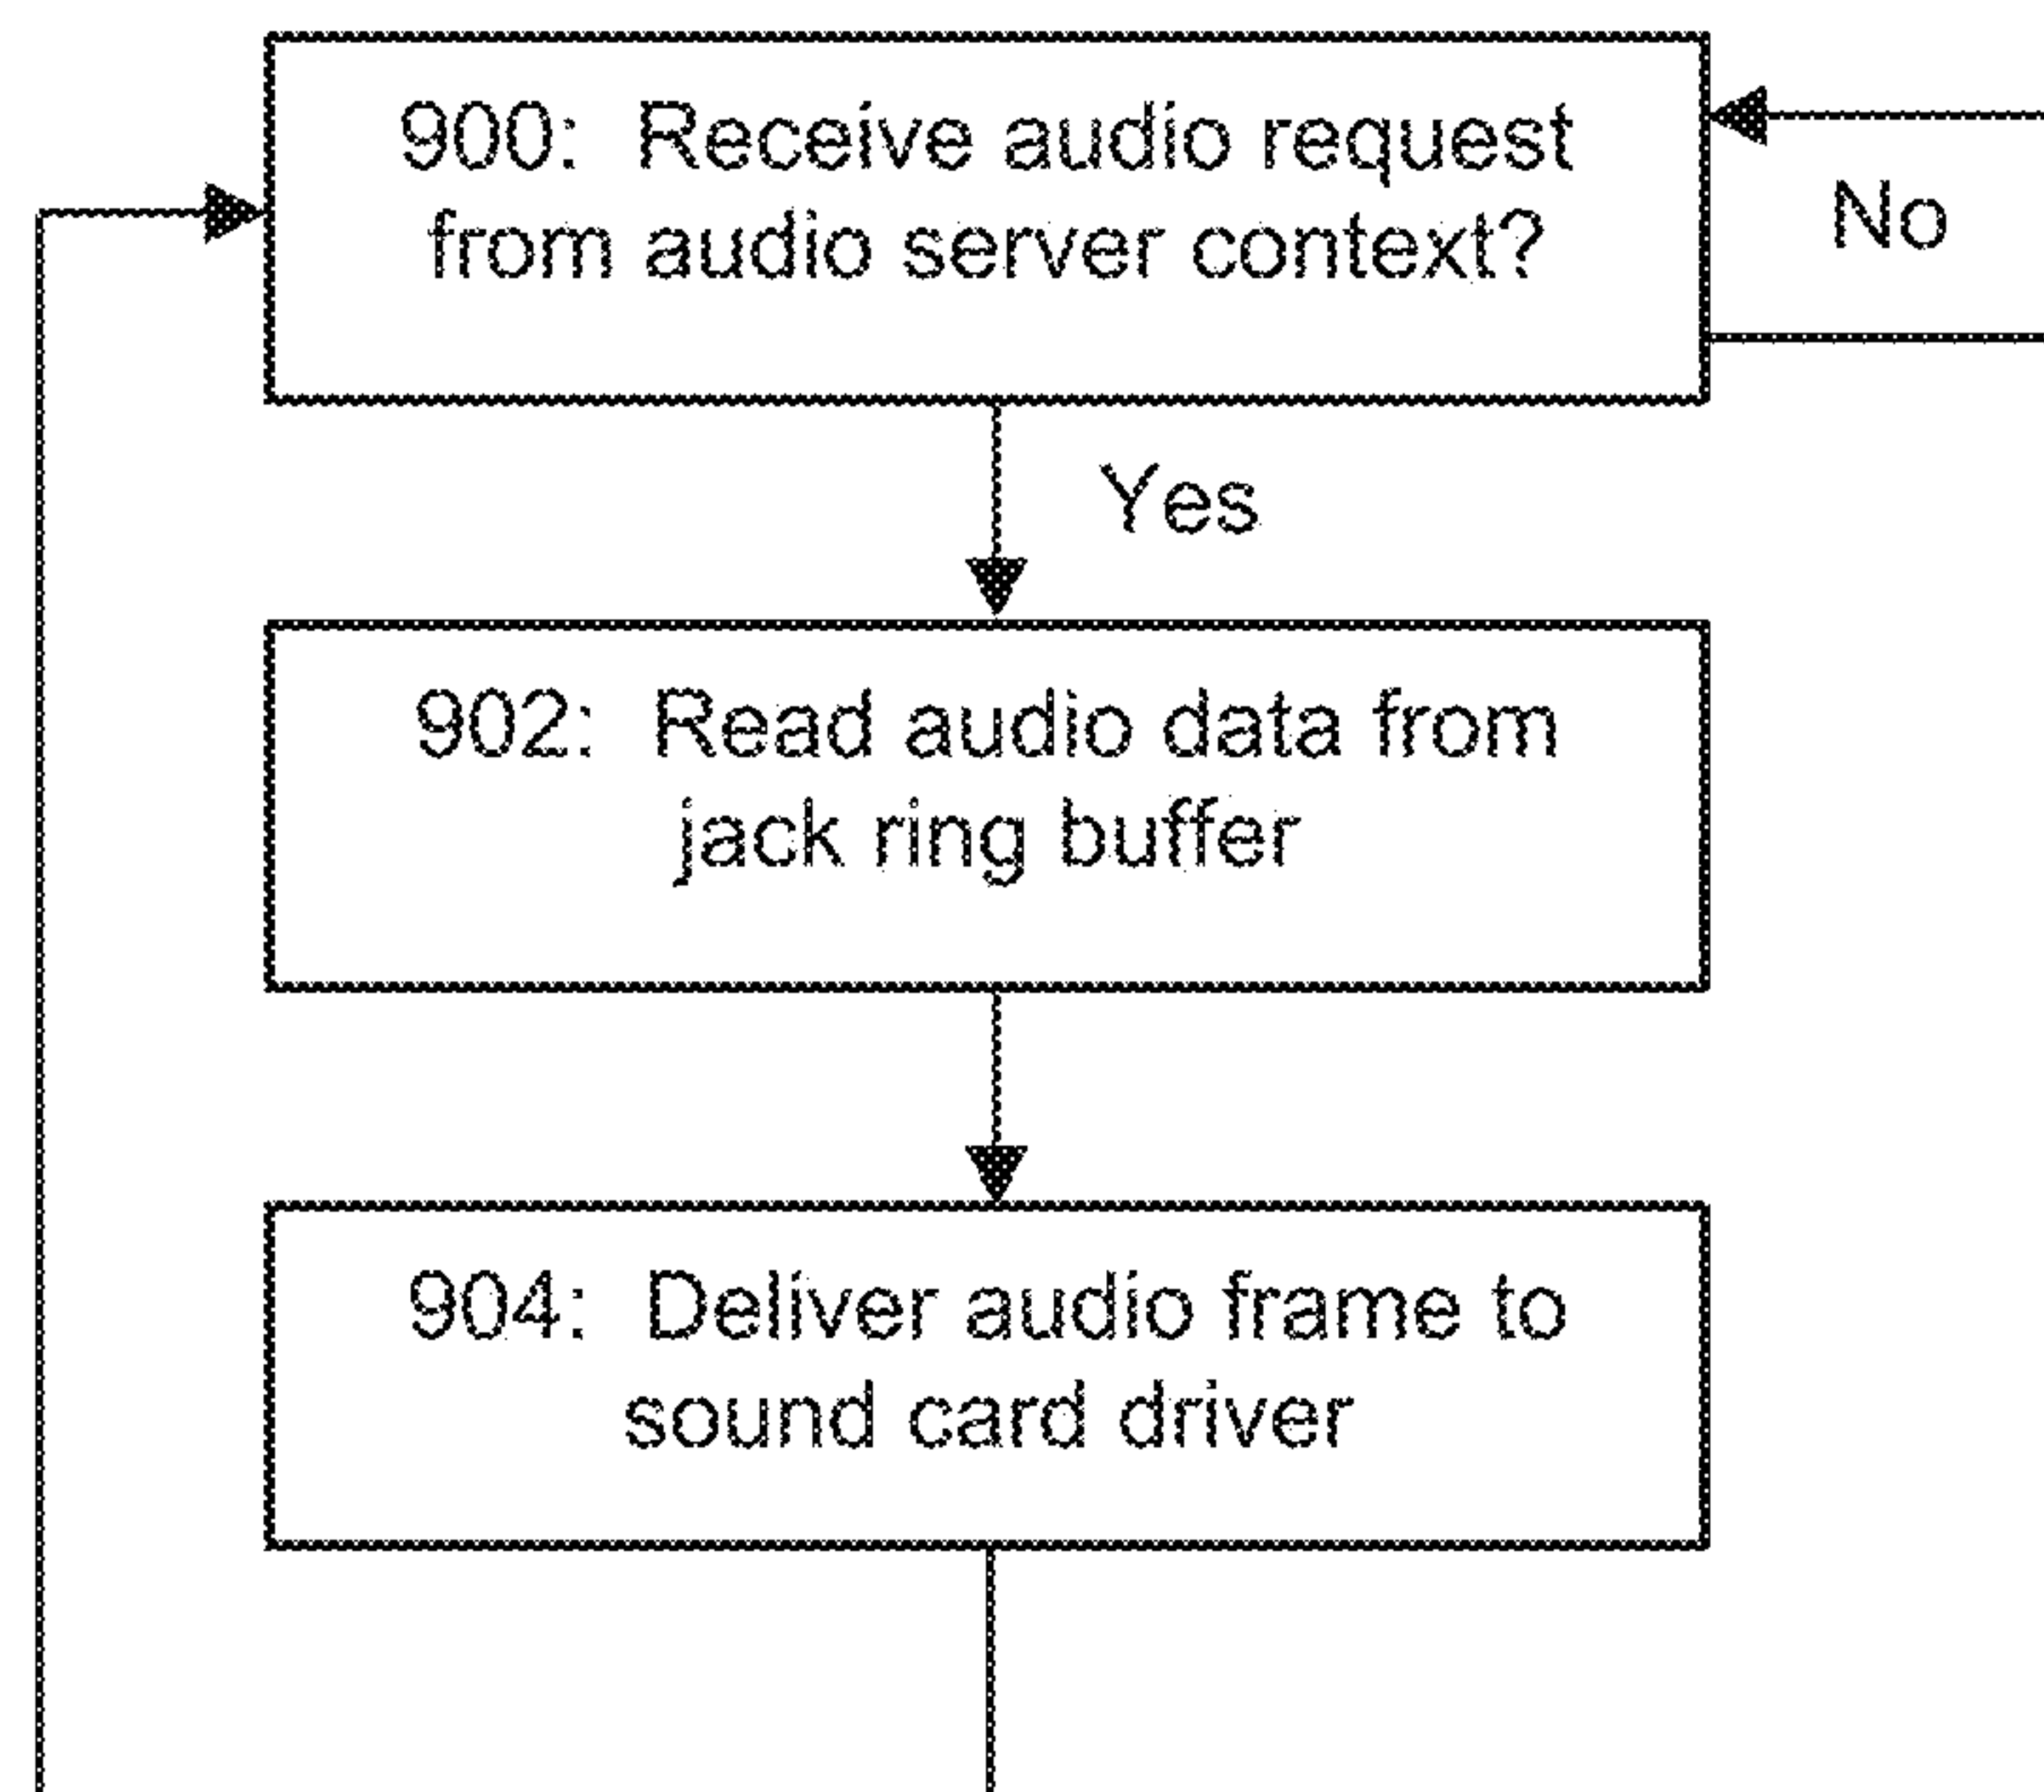 900: Receive audio request
from audio server context?
No
Yes
902: Read audio data from
jack ring buffer
904: Deliver audio frame to
sound card driver